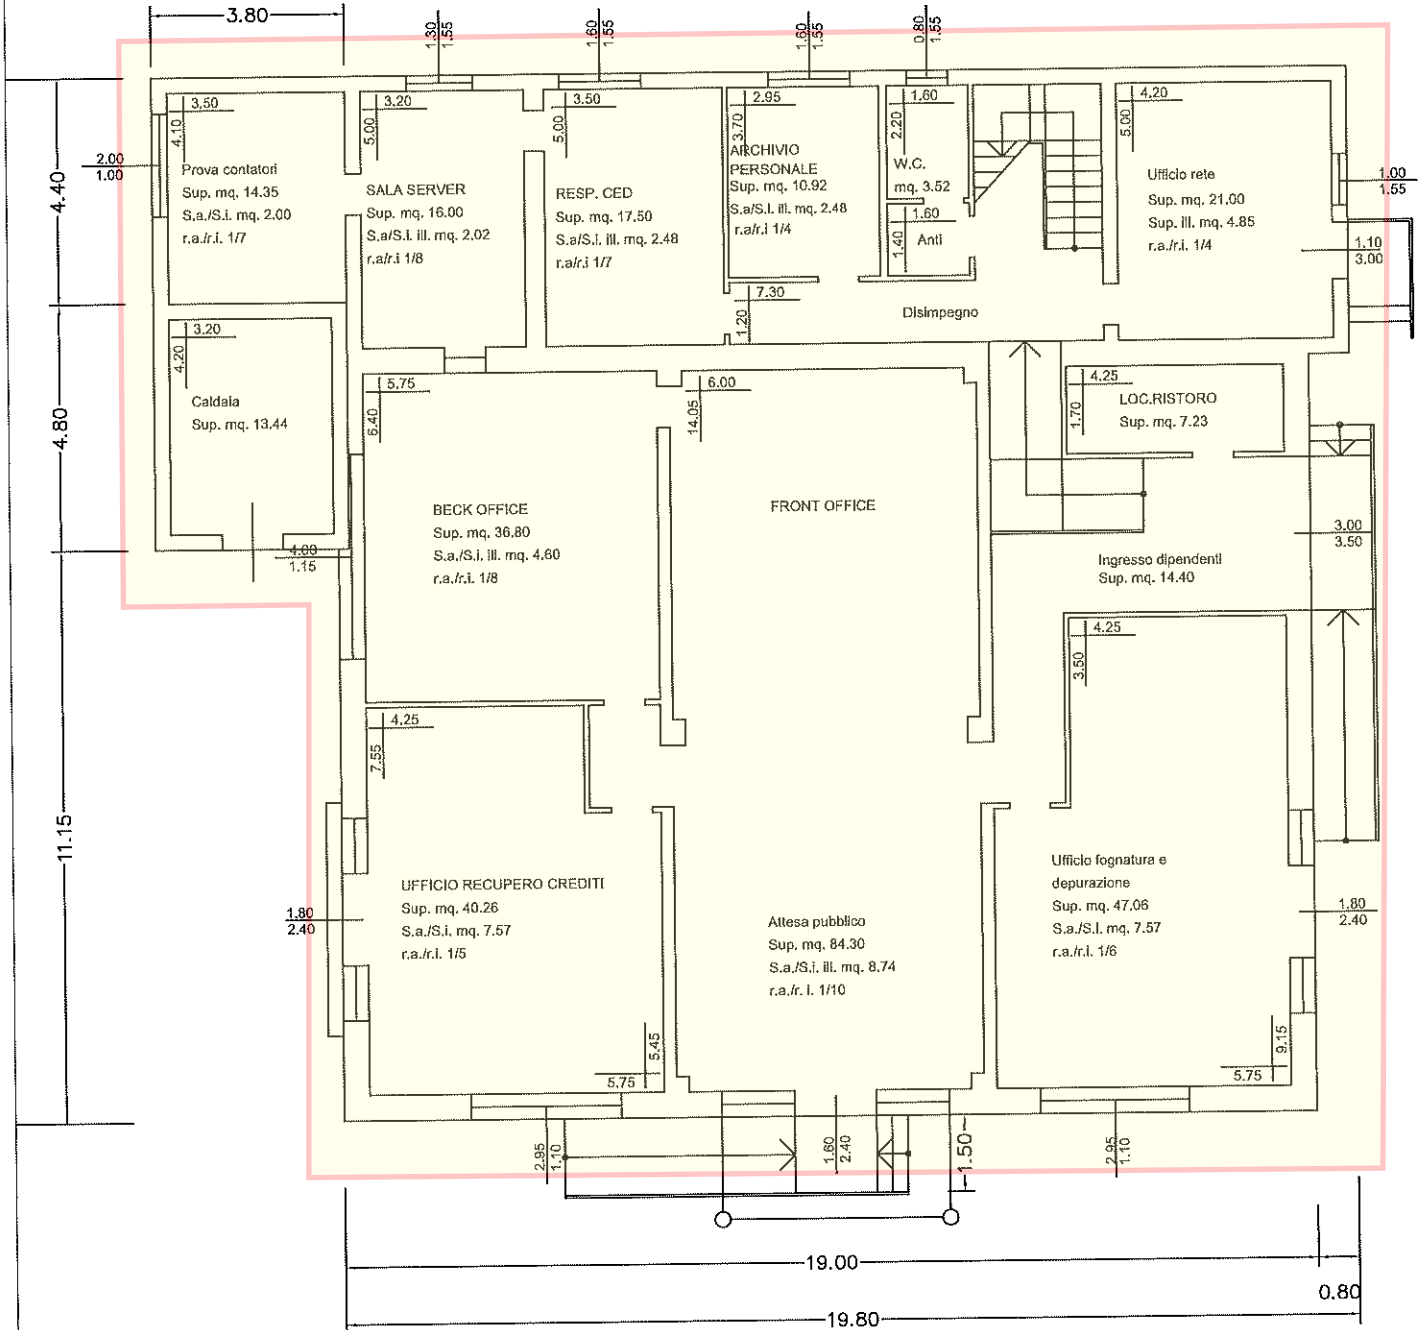 3.80
1.30
1.55
1.60
1.55
1.60
1.55
0.80
1.55
3,50
4.10
Prova contatori
Sup. mq. 14.35
S.a./S.i. mq. 2.00
r.a/r.i. 1/7
2.00
1.00
3,20
5.00
SALA SERVER
Sup. mq. 16.00
S.a/S.i. ill. mq. 2.02
r.a/r.i 1/8
3.50
5.00
RESP. CED
Sup. mq. 17.50
S.a/S.i. ill. mq. 2.48
r.a/r.i 1/7
2.95
3.70
ARCHIVIO
PERSONALE
Sup. mq. 10.92
S.a/S.i. ill. mq. 2.48
r.a/r.i 1/4
1.60
2.20
W.C.
mq. 3.52
1.60
1.40
Anti
4.20
5.00
Ufficio rete
Sup. mq. 21.00
Sup. ill. mq. 4.85
r.a./r.i. 1/4
1.00
1.55
1.10
3.00
7.30
1.20
Disimpegno
4.40
4.80
11.15
3.20
4.20
Caldaia
Sup. mq. 13.44
4.00
1.15
5,75
6.40
BECK OFFICE
Sup. mq. 36.80
S.a./S.i. ill. mq. 4.60
r.a./r.i. 1/8
6.00
14.05
FRONT OFFICE
4.25
1.70
LOC.RISTORO
Sup. mq. 7.23
3.00
3.50
Ingresso dipendenti
Sup. mq. 14.40
4.25
3.50
4.25
7.55
UFFICIO RECUPERO CREDITI
Sup. mq. 40.26
S.a./S.i. mq. 7.57
r.a./r.i. 1/5
1.80
2.40
5.45
5.75
Attesa pubblico
Sup. mq. 84.30
S.a./S.i. ill. mq. 8.74
r.a./r. i. 1/10
Ufficio fognatura e
depurazione
Sup. mq. 47.06
S.a./S.I. mq. 7.57
r.a./r.i. 1/6
1.80
2.40
9.15
5.75
2.95
1.10
1.60
2.40
1.50
2.95
1.10
19.00
0.80
19.80